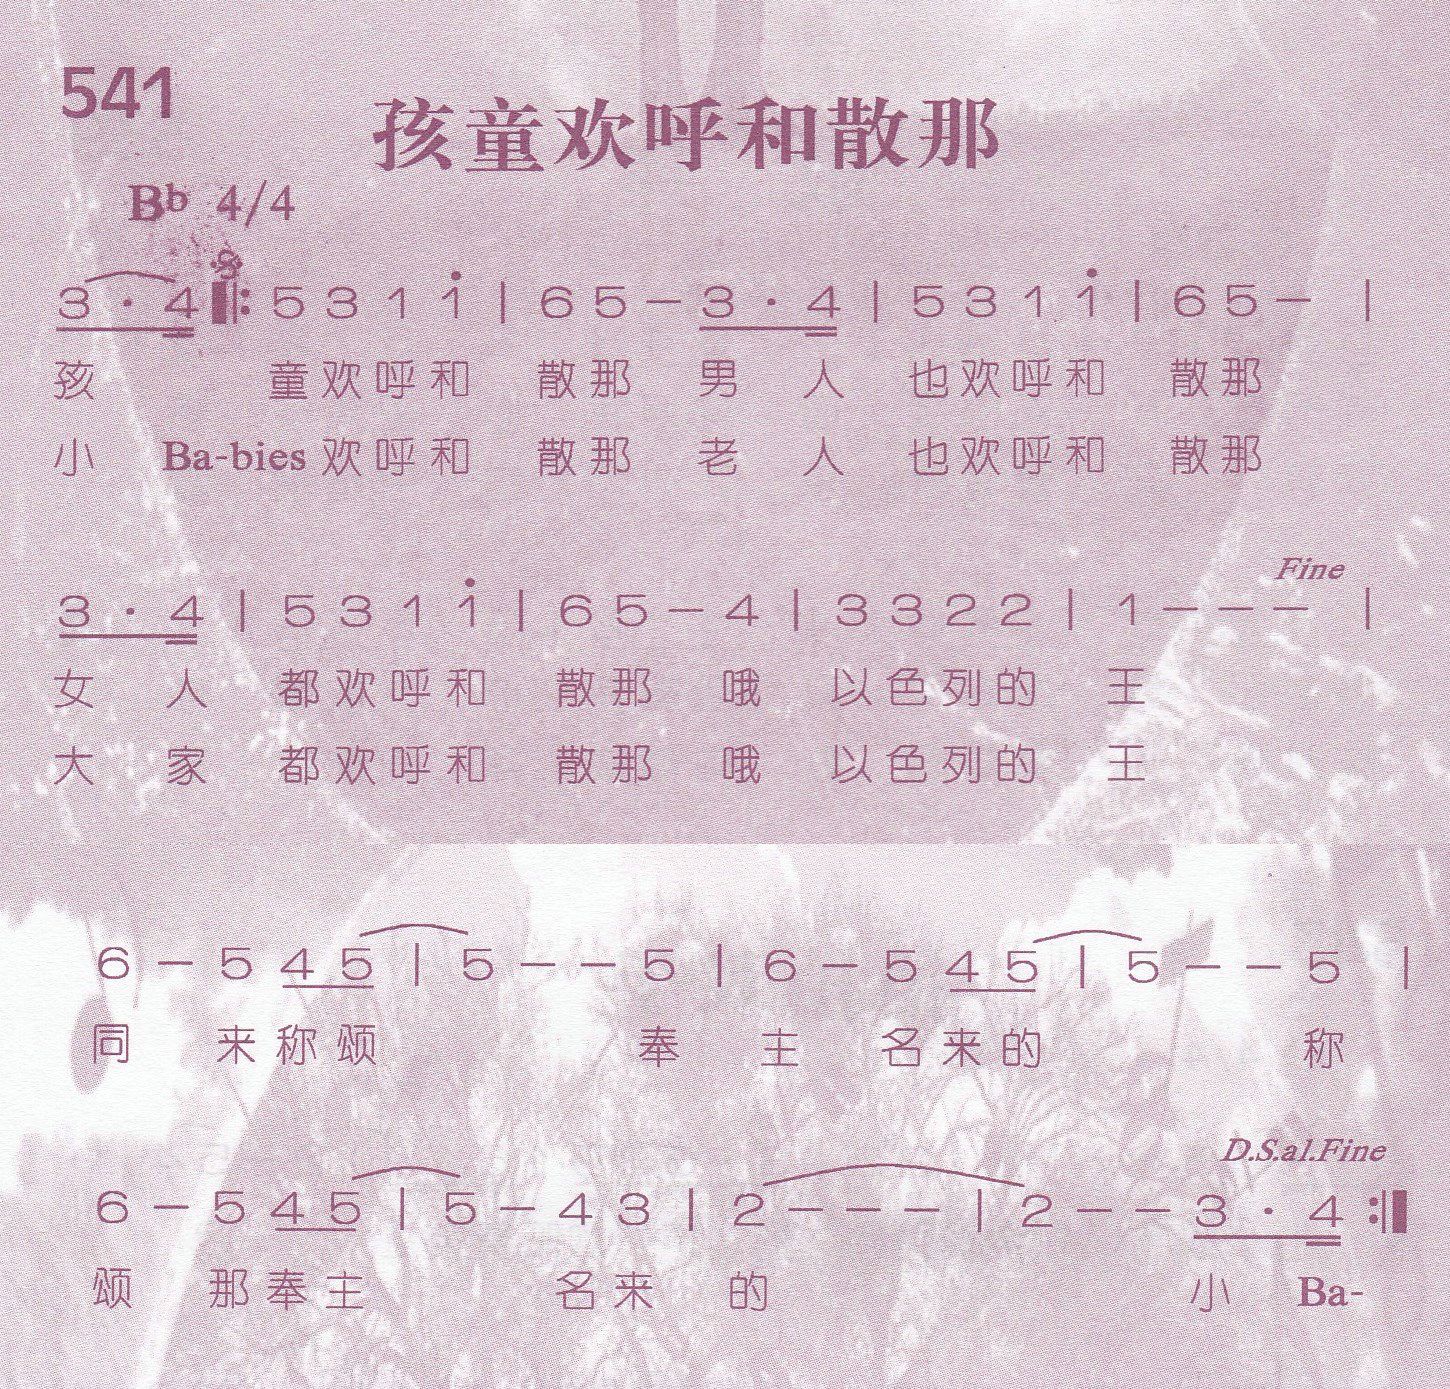 541
孩童欢呼和散那
Bb 4/4
3·4 5 3 1 1 | 6 5 – 3·4 | 5 3 1 1 | 6 5 – |
孩 童欢呼和 散那 男 人 也欢呼和 散那
小 Ba-bies 欢呼和 散那 老 人 也欢呼和 散那
Fine
3·4 | 5 3 1 1 | 6 5 – 4 | 3 3 2 2 | 1 – – – |
女 人 都欢呼和 散那 哦 以色列的 王
大 家 都欢呼和 散那 哦 以色列的 王
6 – 5 4 5 | 5 – – 5 | 6 – 5 4 5 | 5 – – 5 |
同 来称颂 奉 主 名来的 称
D.S.al.Fine
6 – 5 4 5 | 5 – 4 3 | 2 – – – | 2 – – 3·4 :|
颂 那奉主 名来 的 小 Ba-